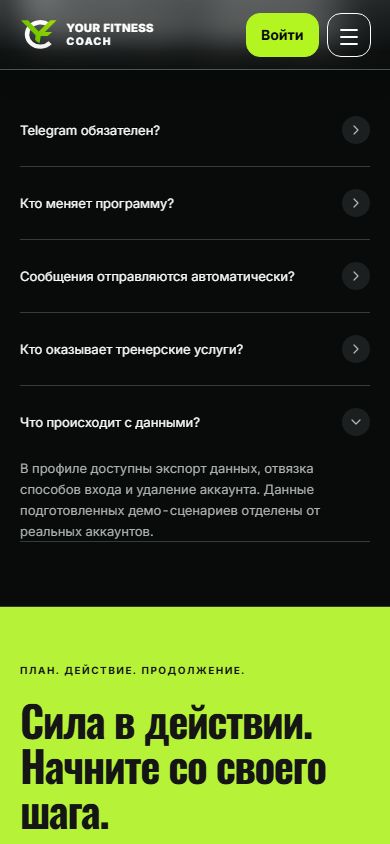 YOUR FITNESS
COACH
Войти
Telegram обязателен?
Кто меняет программу?
Сообщения отправляются автоматически?
Кто оказывает тренерские услуги?
Что происходит с данными?
В профиле доступны экспорт данных, отвязка
способов входа и удаление аккаунта. Данные
подготовленных демо-сценариев отделены от
реальных аккаунтов.
ПЛАН. ДЕЙСТВИЕ. ПРОДОЛЖЕНИЕ.
Сила в действии.
Начните со своего
шага.